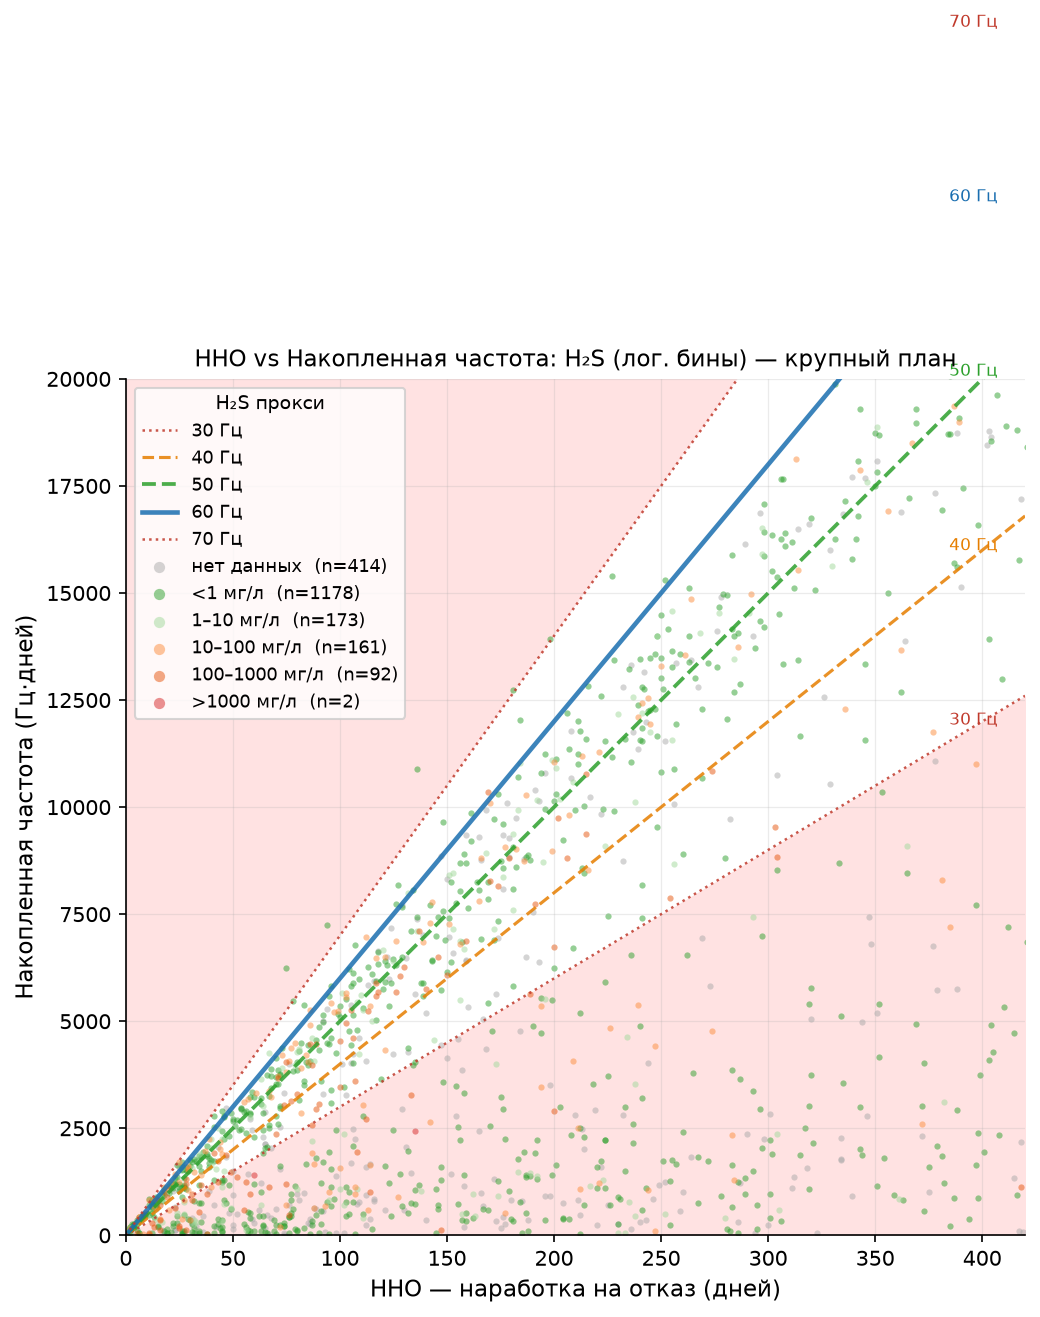 70 Гц
60 Гц
ННО vs Накопленная частота: H₂S (лог. бины) — крупный план
50 Гц
20000
17500
15000
12500
10000
7500
5000
2500
0
Накопленная частота (Гц·дней)
H₂S прокси
30 Гц
40 Гц
50 Гц
60 Гц
70 Гц
нет данных (n=414)
<1 мг/л (n=1178)
1–10 мг/л (n=173)
10–100 мг/л (n=161)
100–1000 мг/л (n=92)
>1000 мг/л (n=2)
40 Гц
30 Гц
0 50 100 150 200 250 300 350 400
ННО — наработка на отказ (дней)